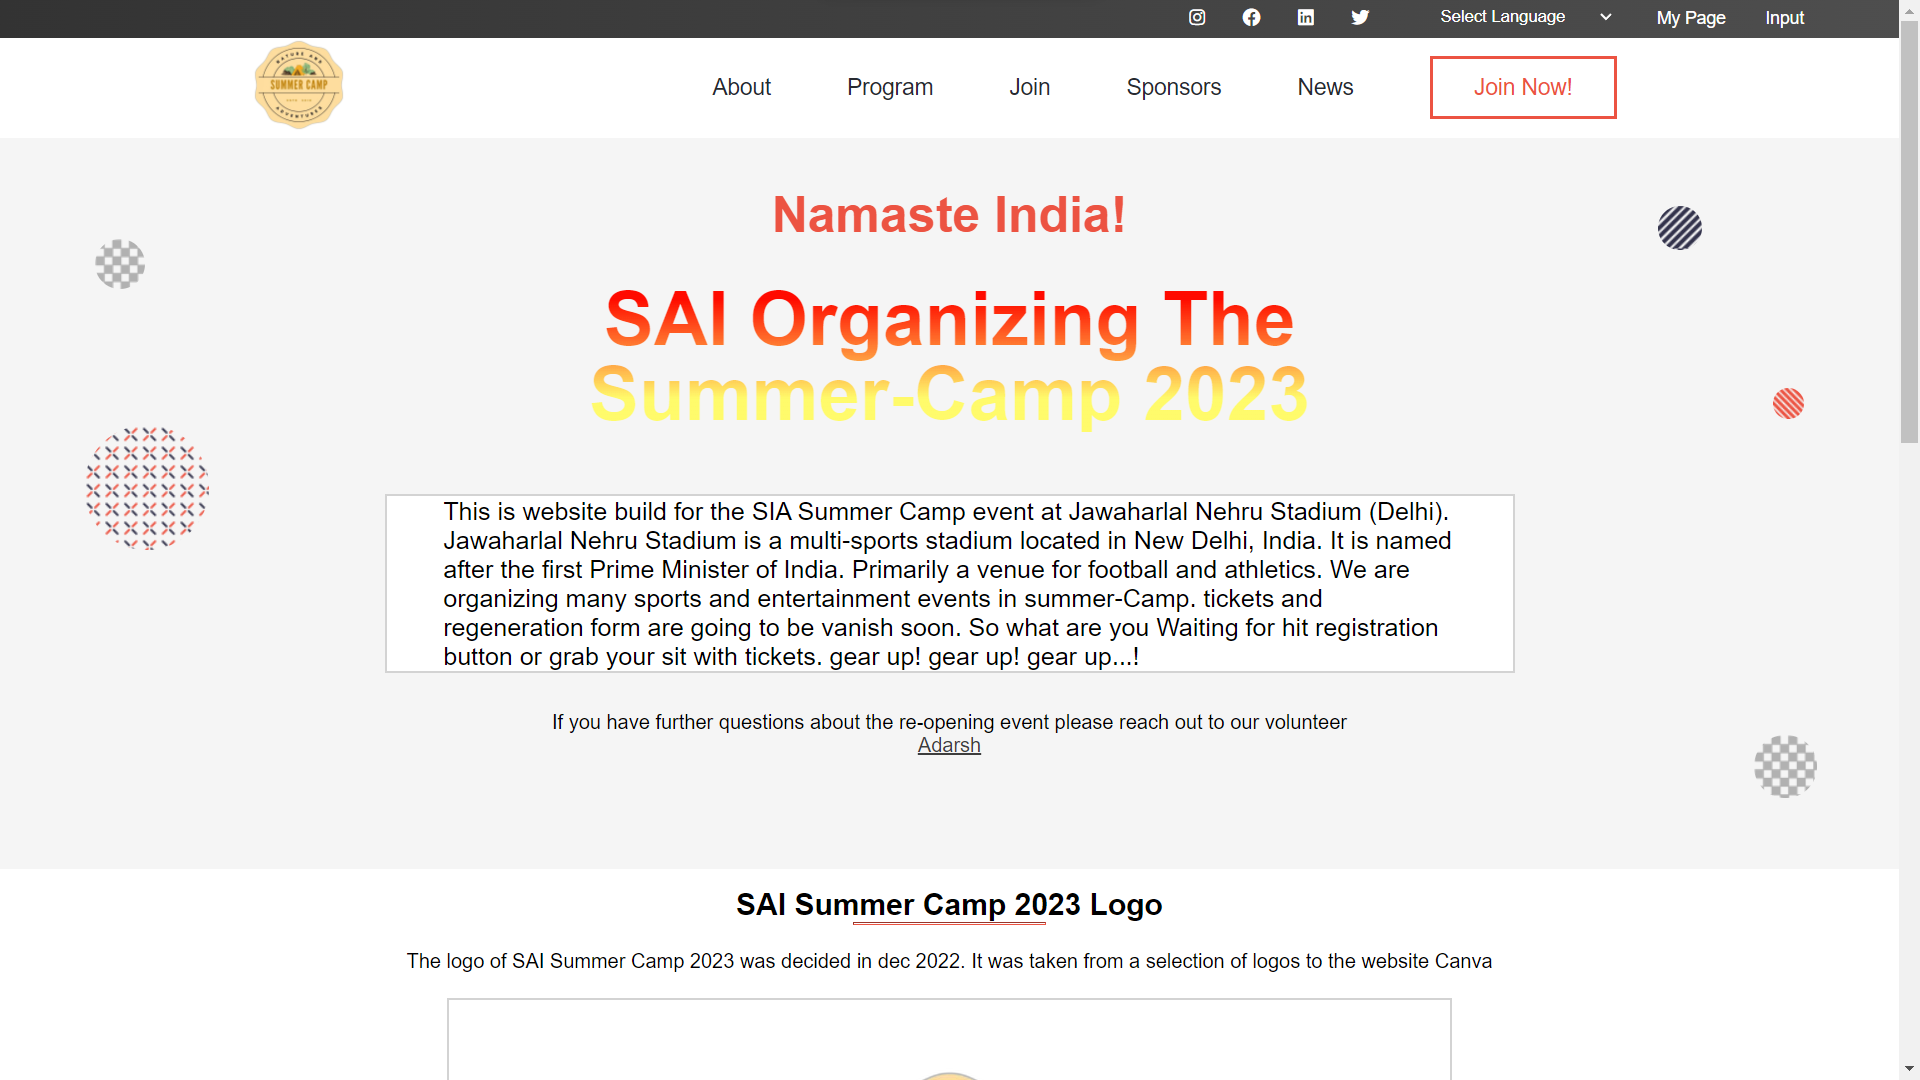 Select Language
My Page
Input
NATURE AND
SUMMER CAMP
ADVENTURES
About
Program
Join
Sponsors
News
Join Now!
Namaste India!
SAI Organizing The
Summer-Camp 2023
This is website build for the SIA Summer Camp event at Jawaharlal Nehru Stadium (Delhi).
Jawaharlal Nehru Stadium is a multi-sports stadium located in New Delhi, India. It is named
after the first Prime Minister of India. Primarily a venue for football and athletics. We are
organizing many sports and entertainment events in summer-Camp. tickets and
regeneration form are going to be vanish soon. So what are you Waiting for hit registration
button or grab your sit with tickets. gear up! gear up! gear up...!
If you have further questions about the re-opening event please reach out to our volunteer
Adarsh
SAI Summer Camp 2023 Logo
The logo of SAI Summer Camp 2023 was decided in dec 2022. It was taken from a selection of logos to the website Canva